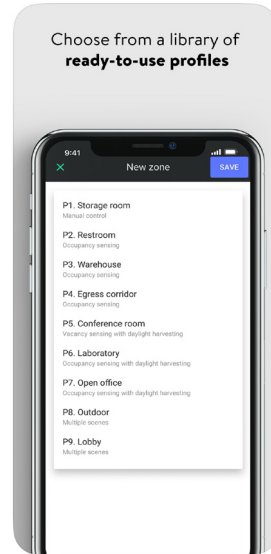 Choose from a library of
ready-to-use profiles
9:41
New zone
SAVE
P1. Storage room
Manual control
P2. Restroom
Occupancy sensing
P3. Warehouse
Occupancy sensing
P4. Egress corridor
Occupancy sensing
P5. Conference room
Vacancy sensing with daylight harvesting
P6. Laboratory
Occupancy sensing with daylight harvesting
P7. Open office
Occupancy sensing with daylight harvesting
P8. Outdoor
Multiple scenes
P9. Lobby
Multiple scenes